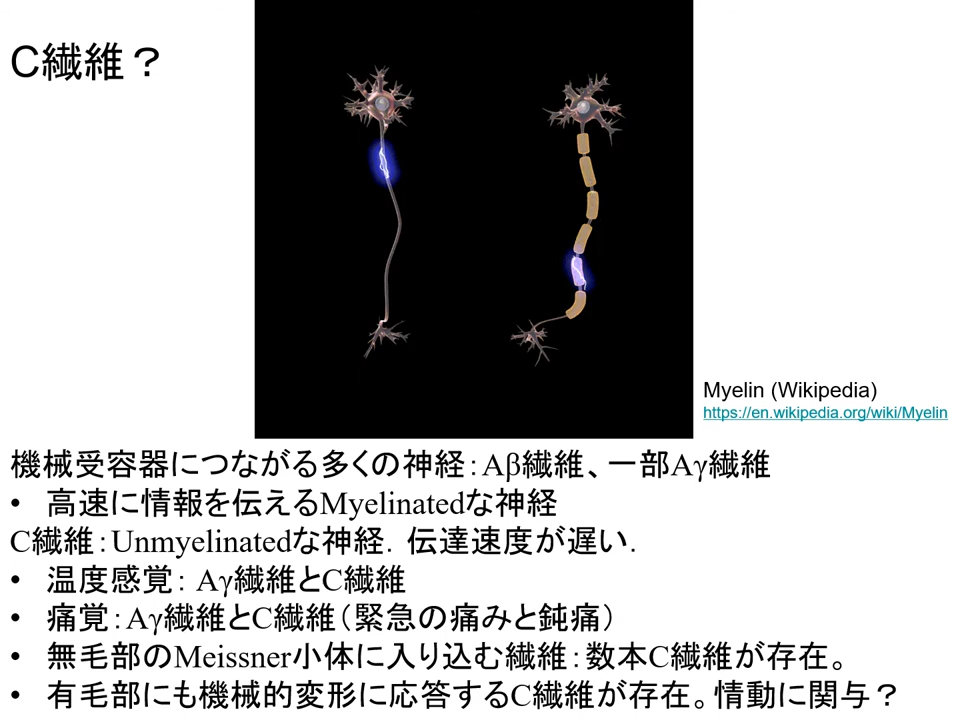 C繊維？
Myelin (Wikipedia)
https://en.wikipedia.org/wiki/Myelin
機械受容器につながる多くの神経：Aβ繊維、一部Aγ繊維
• 高速に情報を伝えるMyelinatedな神経
C繊維：Unmyelinatedな神経．伝達速度が遅い．
• 温度感覚： Aγ繊維とC繊維
• 痛覚：Aγ繊維とC繊維（緊急の痛みと鈍痛）
• 無毛部のMeissner小体に入り込む繊維：数本C繊維が存在。
• 有毛部にも機械的変形に応答するC繊維が存在。情動に関与？